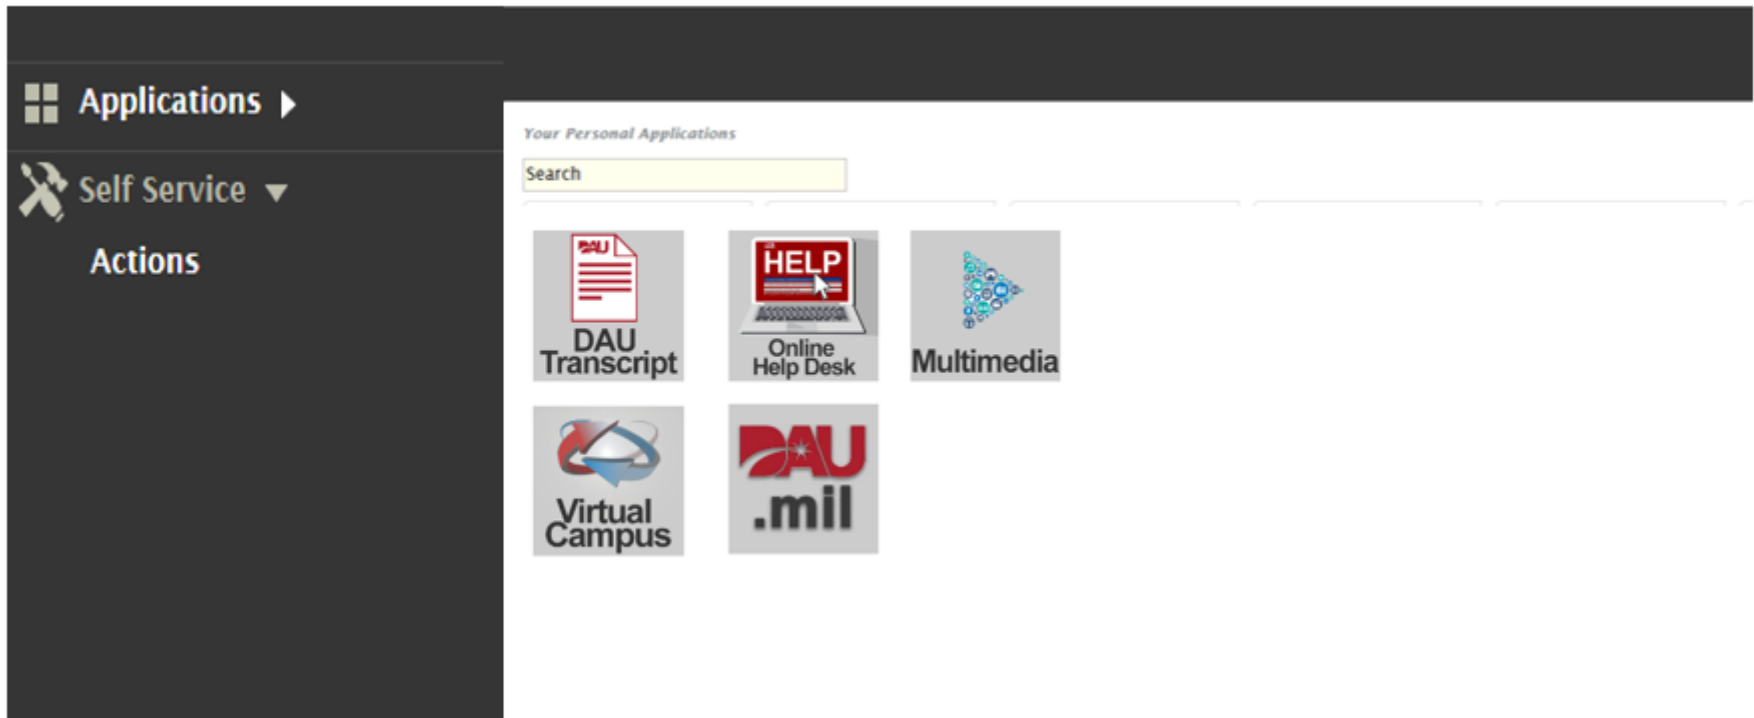 Applications
Self Service
Actions
Your Personal Applications
Search
DAU
DAU
Transcript
HELP
Online
Help Desk
Multimedia
Virtual
Campus
DAU
.mil